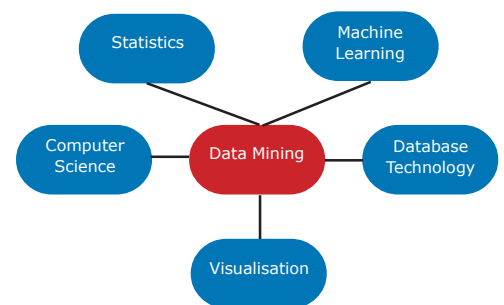 Statistics
Machine
Learning
Computer
Science
Data Mining
Database
Technology
Visualisation